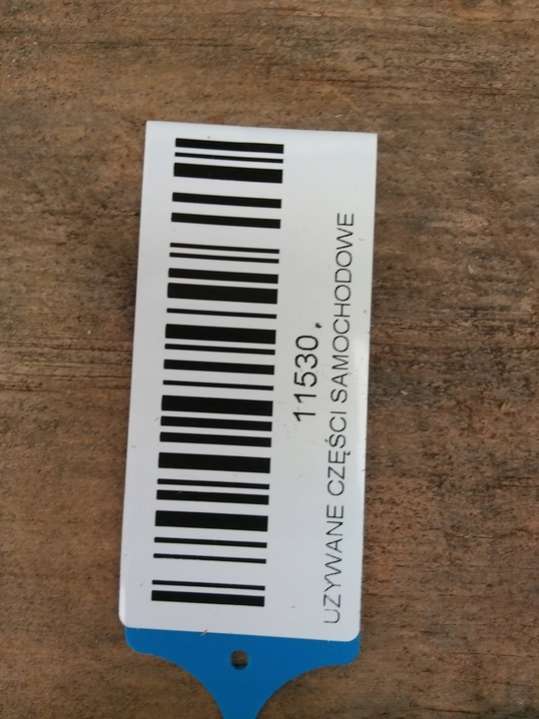 11530,
UZYWANE CZĘŚCI SAMOCHODOWE